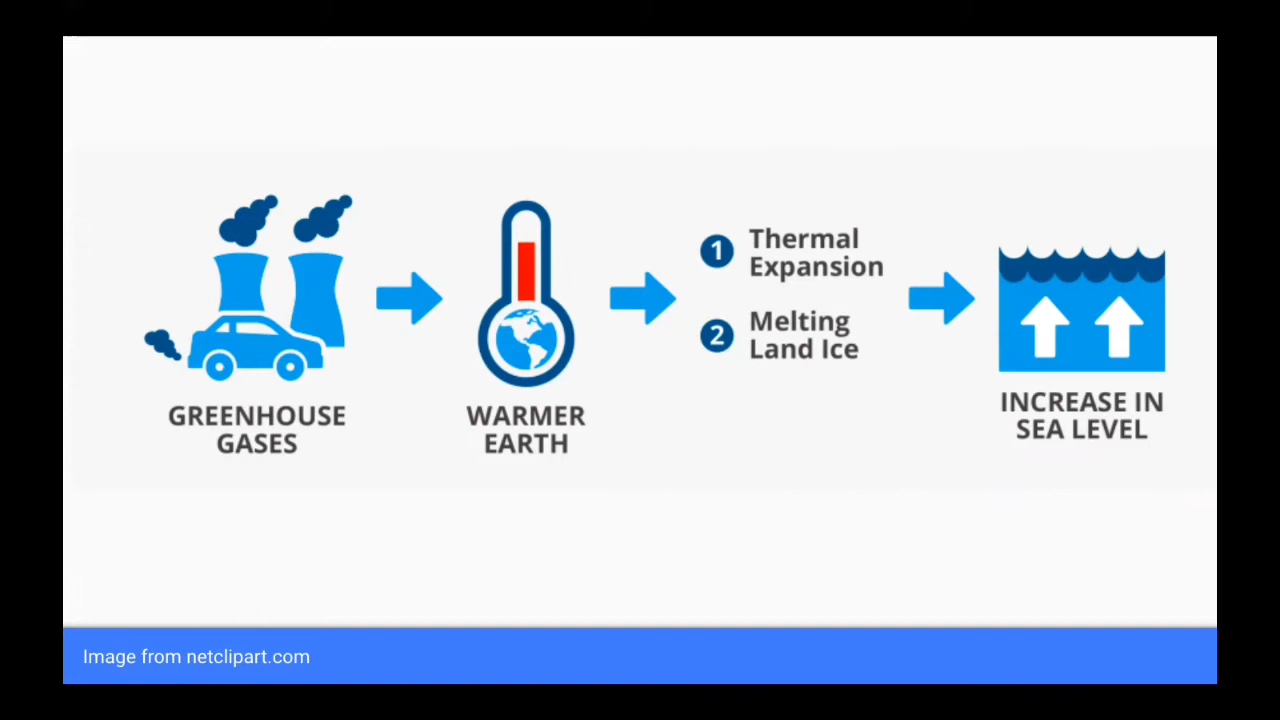 1 Thermal
Expansion
2 Melting
Land Ice
GREENHOUSE
GASES
WARMER
EARTH
INCREASE IN
SEA LEVEL
Image from netclipart.com